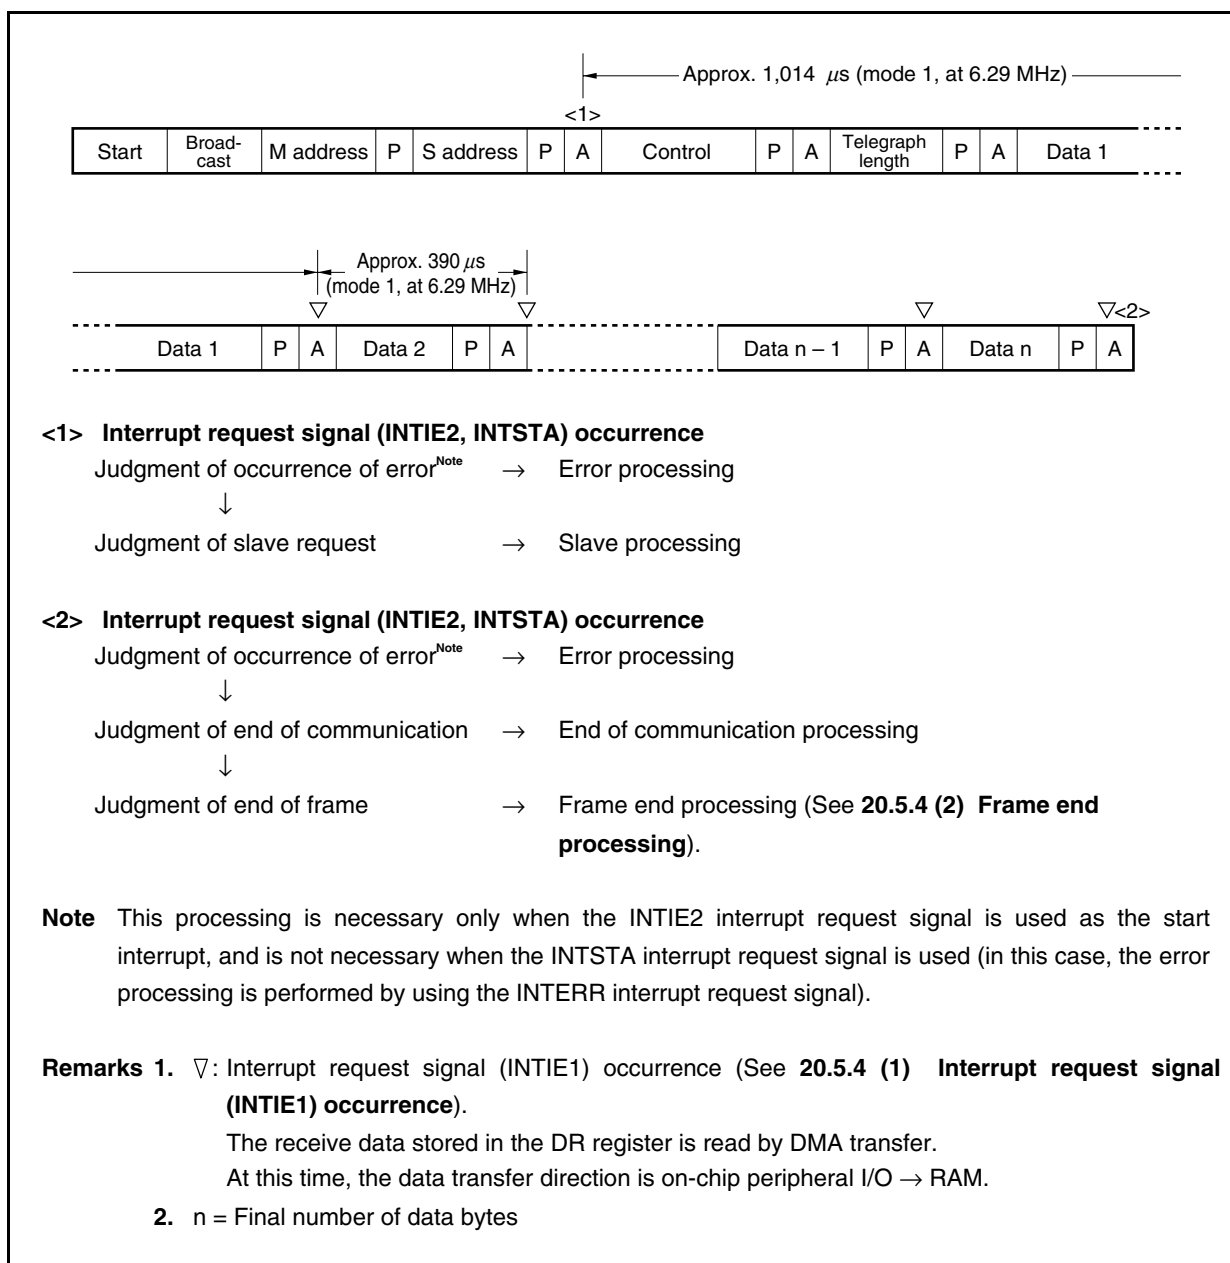 Approx. 1,014 μs (mode 1, at 6.29 MHz)
<1>
Start Broad-cast M address P S address P A Control P A Telegraph length P A Data 1
Approx. 390 μs
(mode 1, at 6.29 MHz)
▽ ▽ ▽ ▽<2>
Data 1 P A Data 2 P A Data n – 1 P A Data n P A
<1> Interrupt request signal (INTIE2, INTSTA) occurrence
Judgment of occurrence of errorNote → Error processing
↓
Judgment of slave request → Slave processing
<2> Interrupt request signal (INTIE2, INTSTA) occurrence
Judgment of occurrence of errorNote → Error processing
↓
Judgment of end of communication → End of communication processing
↓
Judgment of end of frame → Frame end processing (See 20.5.4 (2) Frame end
processing).
Note This processing is necessary only when the INTIE2 interrupt request signal is used as the start
interrupt, and is not necessary when the INTSTA interrupt request signal is used (in this case, the error
processing is performed by using the INTERR interrupt request signal).
Remarks 1. ▽: Interrupt request signal (INTIE1) occurrence (See 20.5.4 (1) Interrupt request signal
(INTIE1) occurrence).
The receive data stored in the DR register is read by DMA transfer.
At this time, the data transfer direction is on-chip peripheral I/O → RAM.
2. n = Final number of data bytes